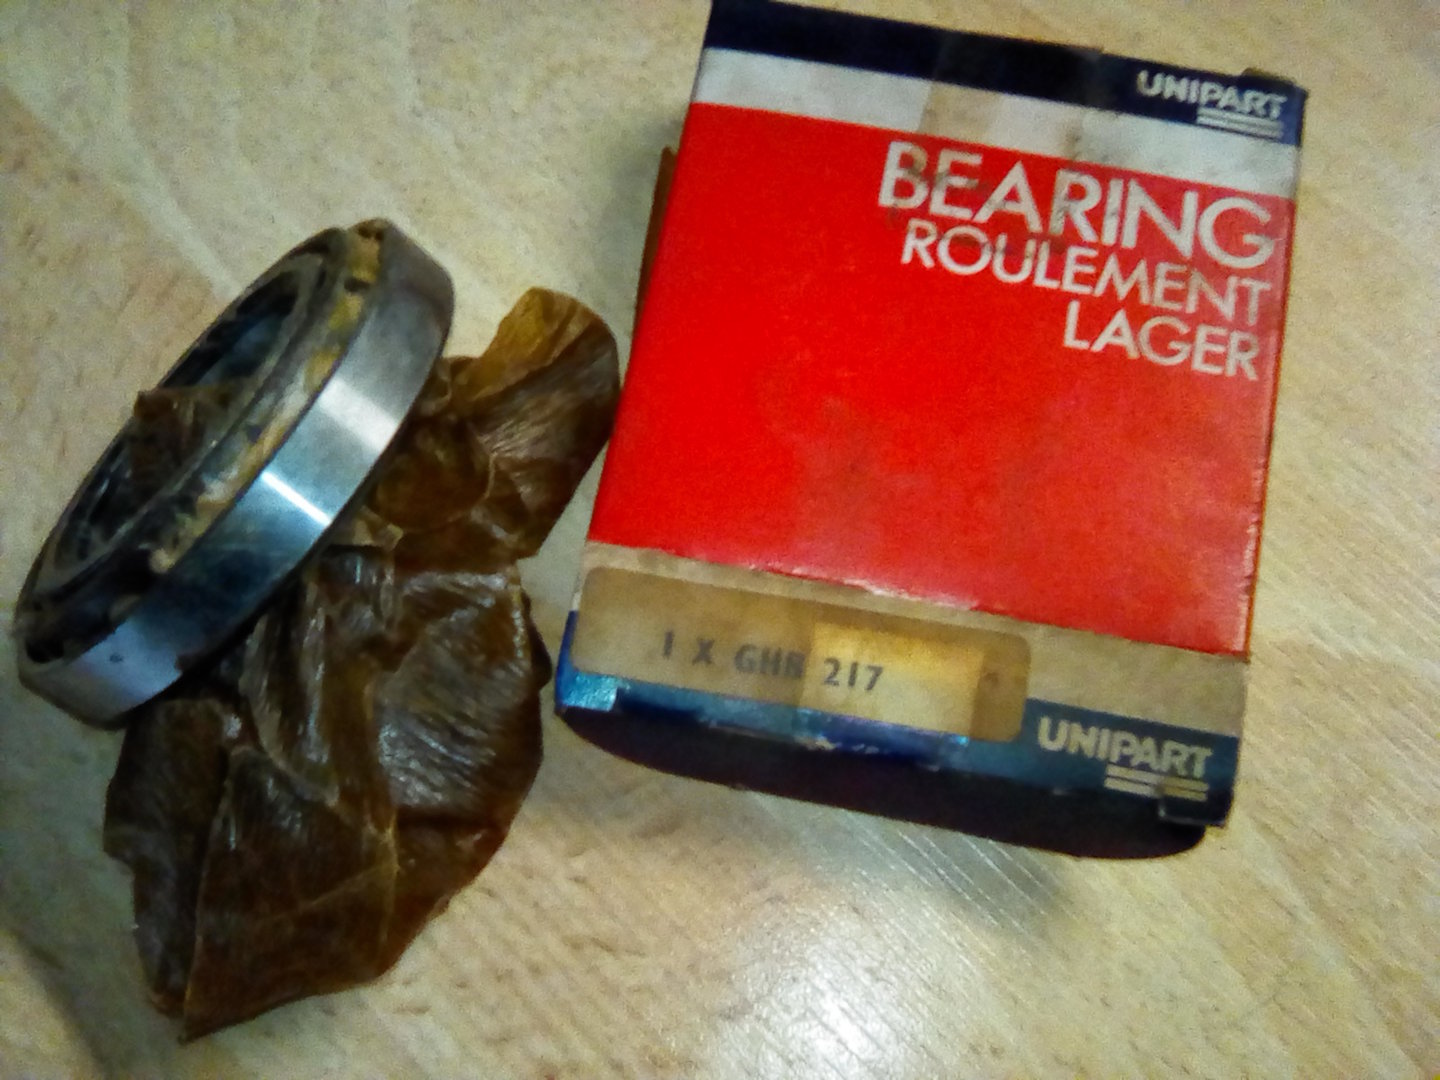 UNIPART
BEARING
ROULEMENT
LAGER
1 X GHB 217
UNIPART